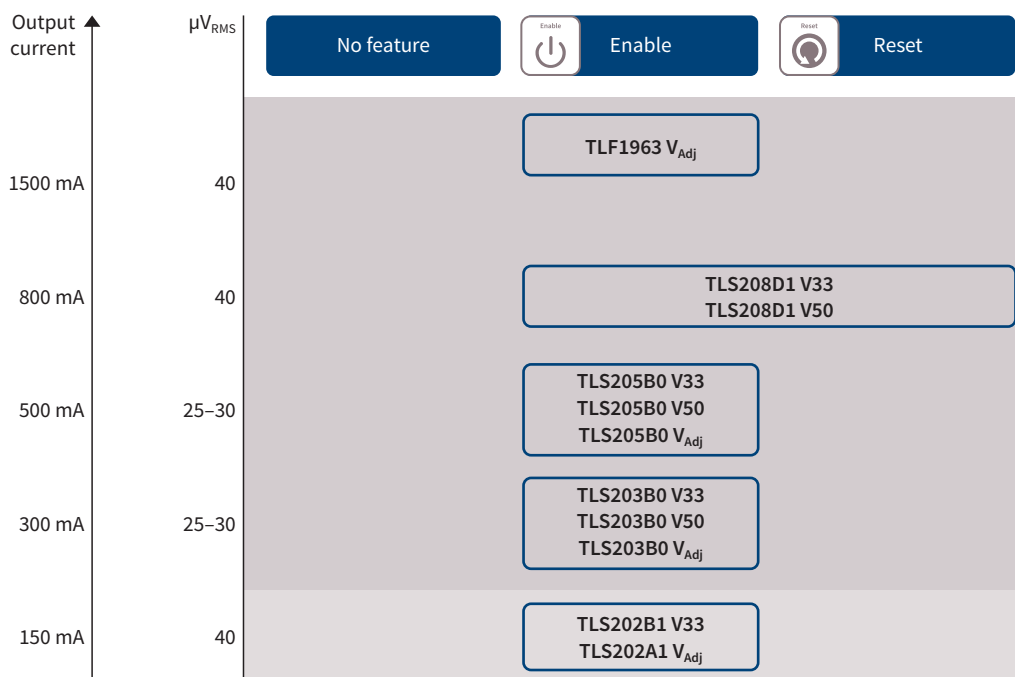 Output
current
µVRMS
No feature
Enable
Enable
Reset
Reset
TLF1963 VAdj
1500 mA
40
800 mA
40
TLS208D1 V33
TLS208D1 V50
500 mA
25–30
TLS205B0 V33
TLS205B0 V50
TLS205B0 VAdj
300 mA
25–30
TLS203B0 V33
TLS203B0 V50
TLS203B0 VAdj
150 mA
40
TLS202B1 V33
TLS202A1 VAdj